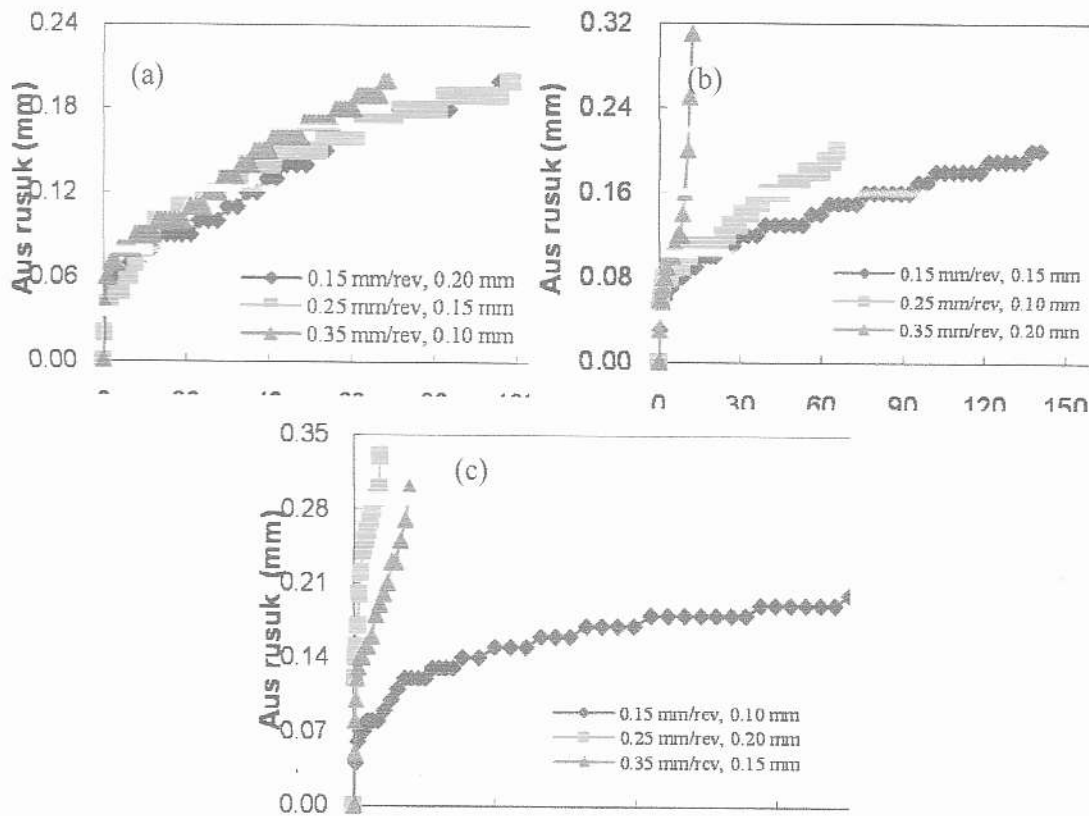 0.24
0.18
0.12
0.06
0.00
Aus rusuk (mm)
(a)
0.15 mm/rev, 0.20 mm
0.25 mm/rev, 0.15 mm
0.35 mm/rev, 0.10 mm
0.32
0.24
0.16
0.08
0.00
Aus rusuk (mm)
(b)
0.15 mm/rev, 0.15 mm
0.25 mm/rev, 0.10 mm
0.35 mm/rev, 0.20 mm
0 30 60 90 120 150
0.35
0.28
0.21
0.14
0.07
0.00
Aus rusuk (mm)
(c)
0.15 mm/rev, 0.10 mm
0.25 mm/rev, 0.20 mm
0.35 mm/rev, 0.15 mm